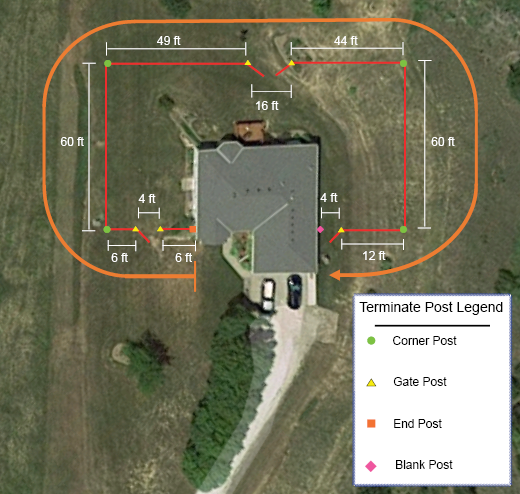 49 ft
44 ft
16 ft
60 ft
60 ft
4 ft
4 ft
6 ft
6 ft
12 ft
Terminate Post Legend
Corner Post
Gate Post
End Post
Blank Post